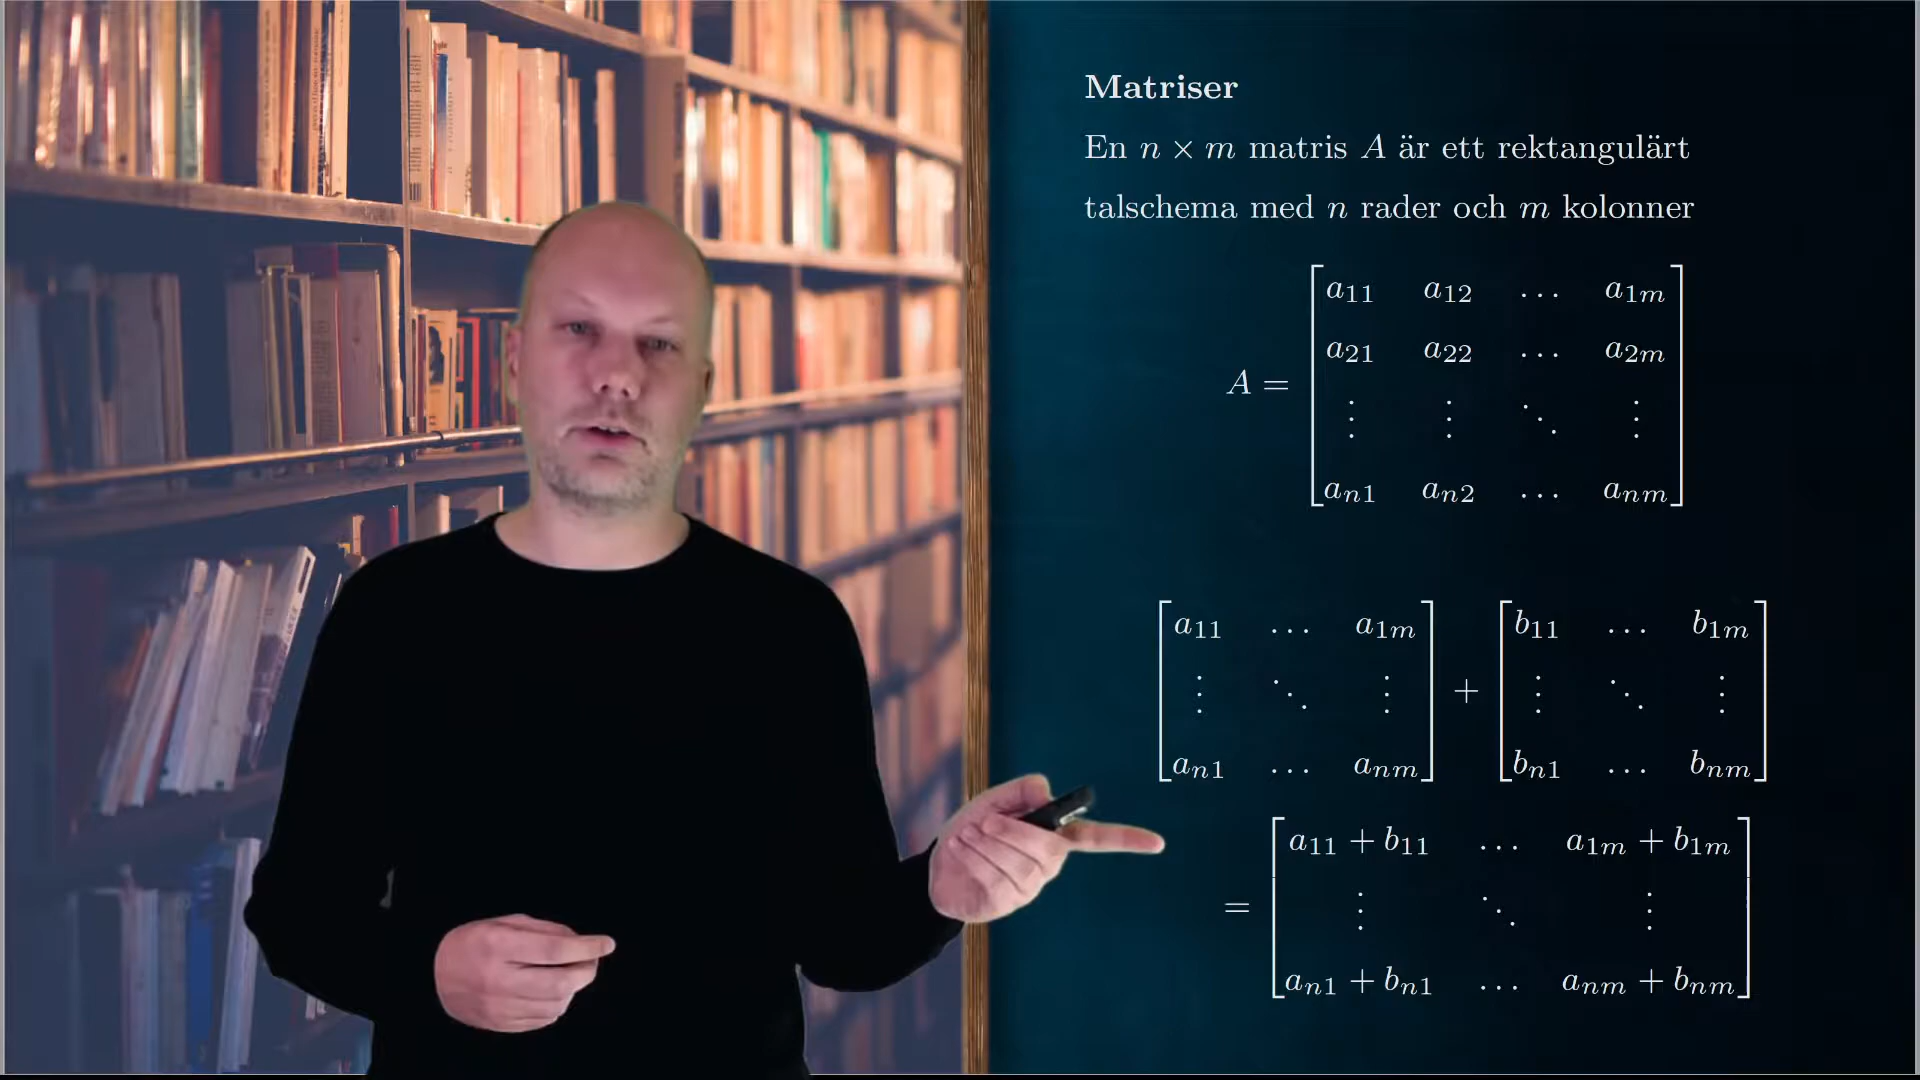 Matriser
En n × m matris A är ett rektangulärt
talschema med n rader och m kolonner
a₁₁ a₁₂ … a₁ₘ
a₂₁ a₂₂ … a₂ₘ
A = ⋮ ⋮ ⋱ ⋮
aₙ₁ aₙ₂ … aₙₘ
[a₁₁ … a₁ₘ] [b₁₁ … b₁ₘ]
⋮ ⋱ ⋮ + ⋮ ⋱ ⋮
[aₙ₁ … aₙₘ] [bₙ₁ … bₙₘ]
[a₁₁ + b₁₁ … a₁ₘ + b₁ₘ]
= ⋮ ⋱ ⋮
[aₙ₁ + bₙ₁ … aₙₘ + bₙₘ]